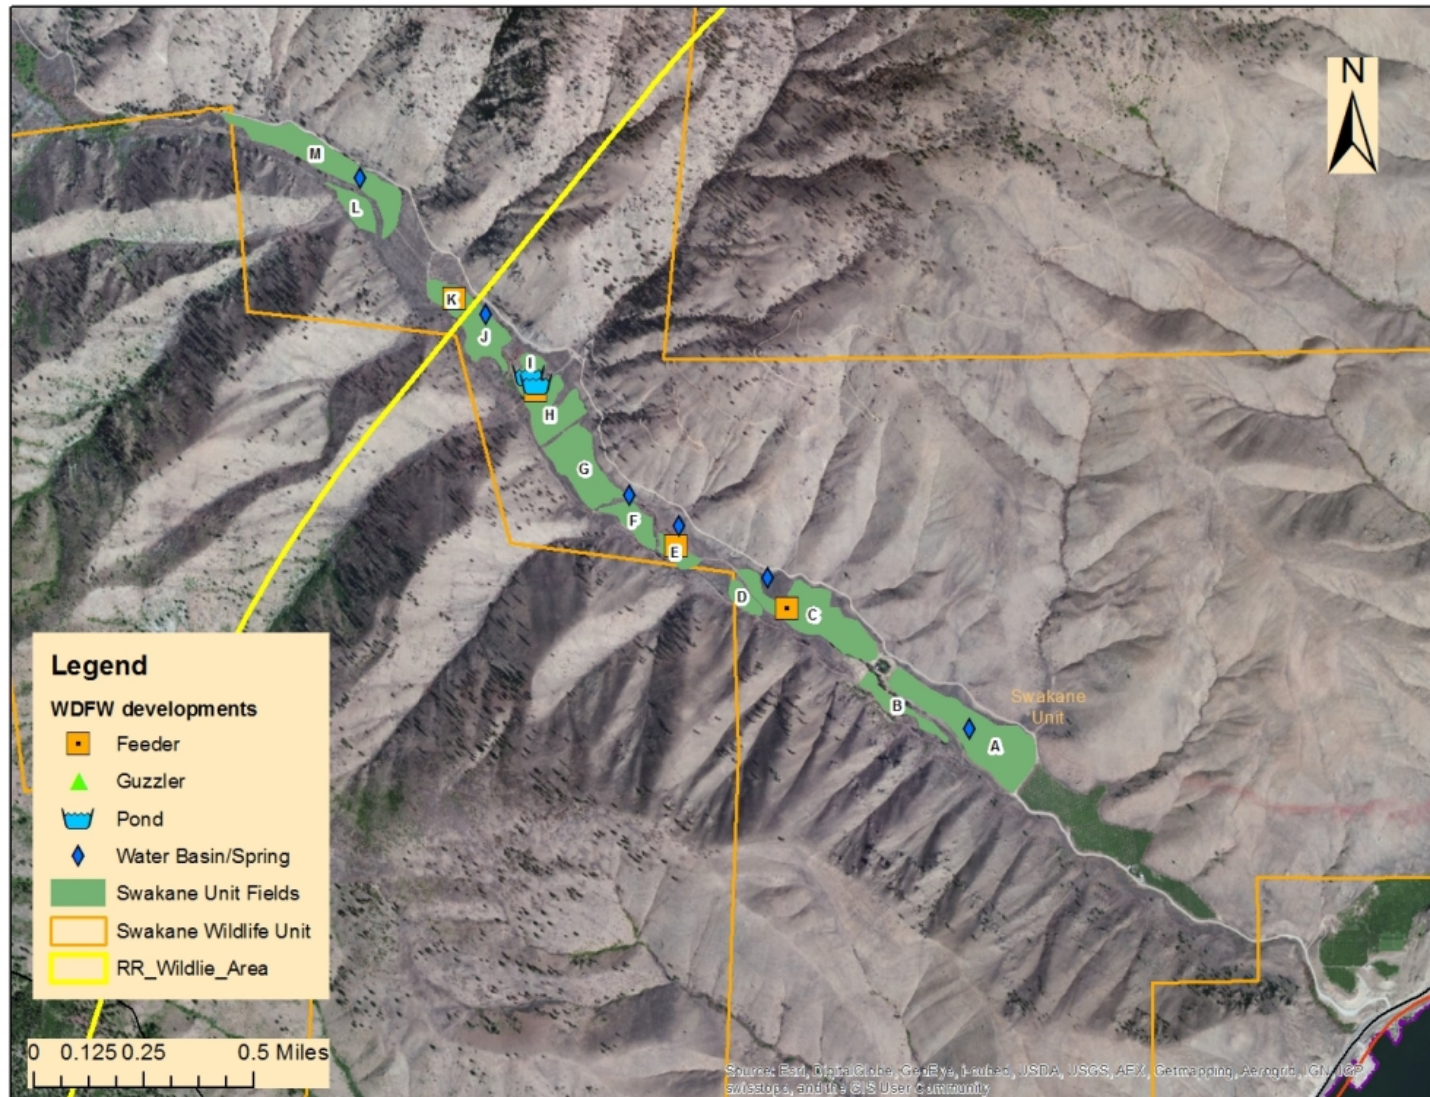 N
M
L
K
J
I
H
G
F
E
D
C
B
A
Swakane
Unit
Legend
WDFW developments
Feeder
Guzzler
Pond
Water Basin/Spring
Swakane Unit Fields
Swakane Wildlife Unit
RR_Wildlie_Area
0 0.125 0.25 0.5 Miles
Source: Esri, DigitalGlobe, GeoEye, i-cubed, USDA, USGS, AEX, Getmapping, Aerogrid, IGN, IGP,
swisstopo, and the GIS User Community